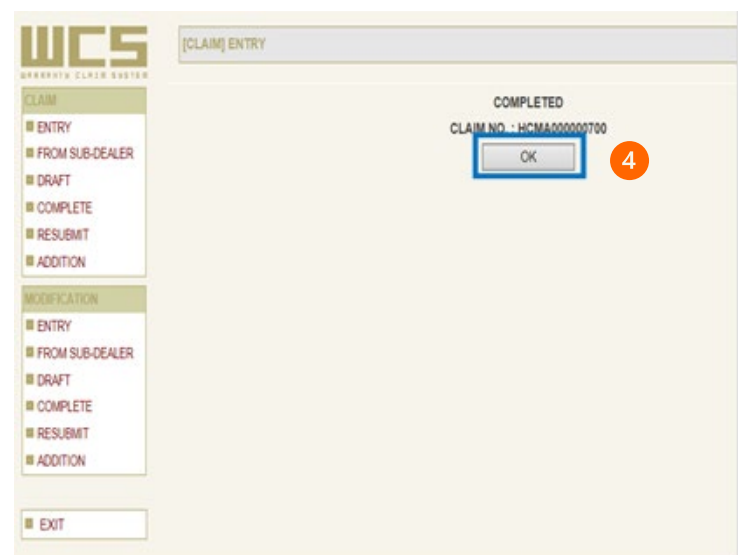 WCS
WARRANTY CLAIM SYSTEM
[CLAIM] ENTRY
CLAIM
ENTRY
FROM SUB-DEALER
DRAFT
COMPLETE
RESUBMIT
ADDITION
MODIFICATION
ENTRY
FROM SUB-DEALER
DRAFT
COMPLETE
RESUBMIT
ADDITION
EXIT
COMPLETED
CLAIM NO. : HCMA000000700
OK
4